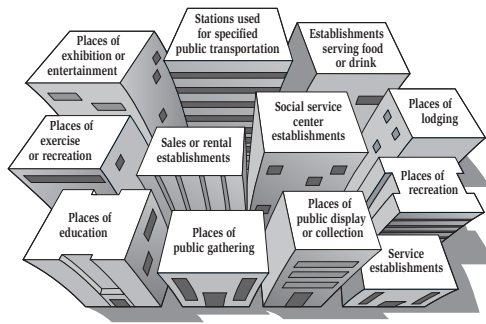 Places of
exhibition or
entertainment
Stations used
for specified
public transportation
Establishments
serving food
or drink
Places of
exercise
or recreation
Sales or rental
establishments
Social service
center
establishments
Places of
lodging
Places of
recreation
Places of
education
Places of
public gathering
Places of
public display
or collection
Service
establishments